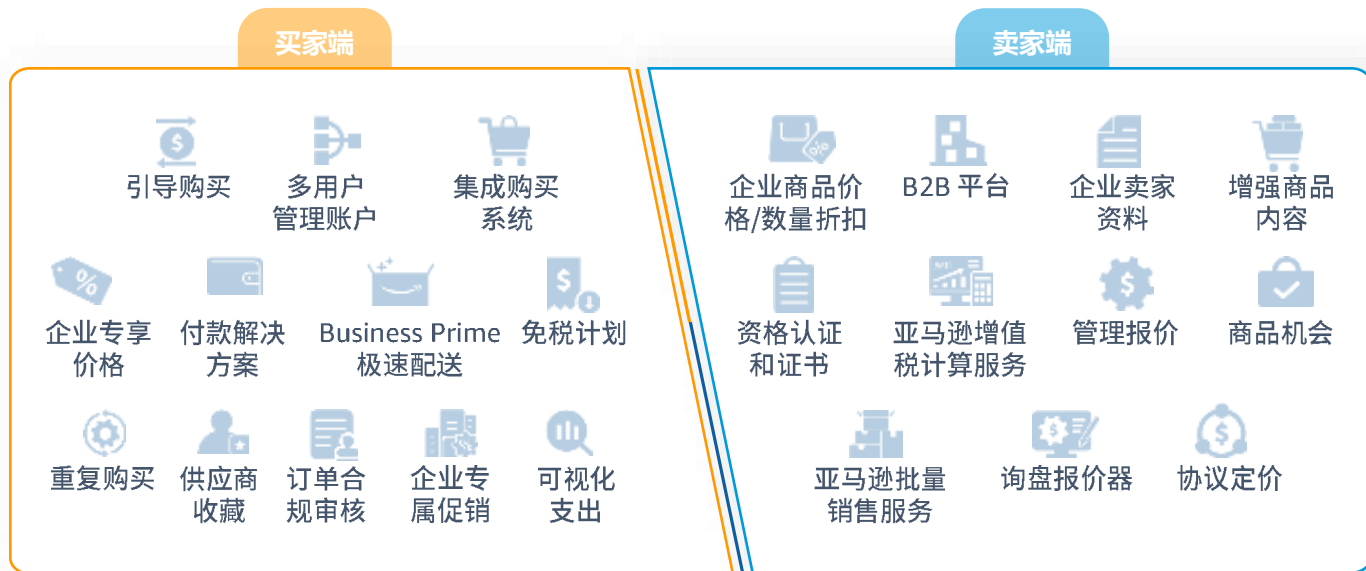 买家端
引导购买
多用户
管理账户
集成购买
系统
企业专享
价格
付款解决
方案
Business Prime
极速配送
免税计划
重复购买
供应商
收藏
订单合
规审核
企业专
属促销
可视化
支出
卖家端
企业商品价
格/数量折扣
B2B 平台
企业卖家
资料
增强商品
内容
资格认证
和证书
亚马逊增值
税计算服务
管理报价
商品机会
亚马逊批量
销售服务
询盘报价器
协议定价